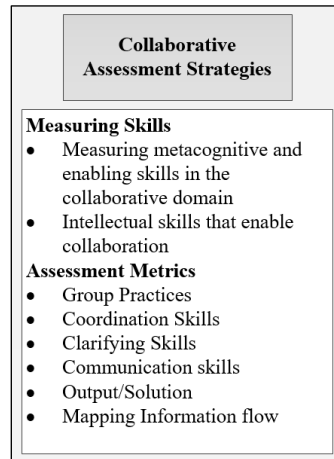 Collaborative
Assessment Strategies
Measuring Skills
• Measuring metacognitive and
enabling skills in the
collaborative domain
• Intellectual skills that enable
collaboration
Assessment Metrics
• Group Practices
• Coordination Skills
• Clarifying Skills
• Communication skills
• Output/Solution
• Mapping Information flow